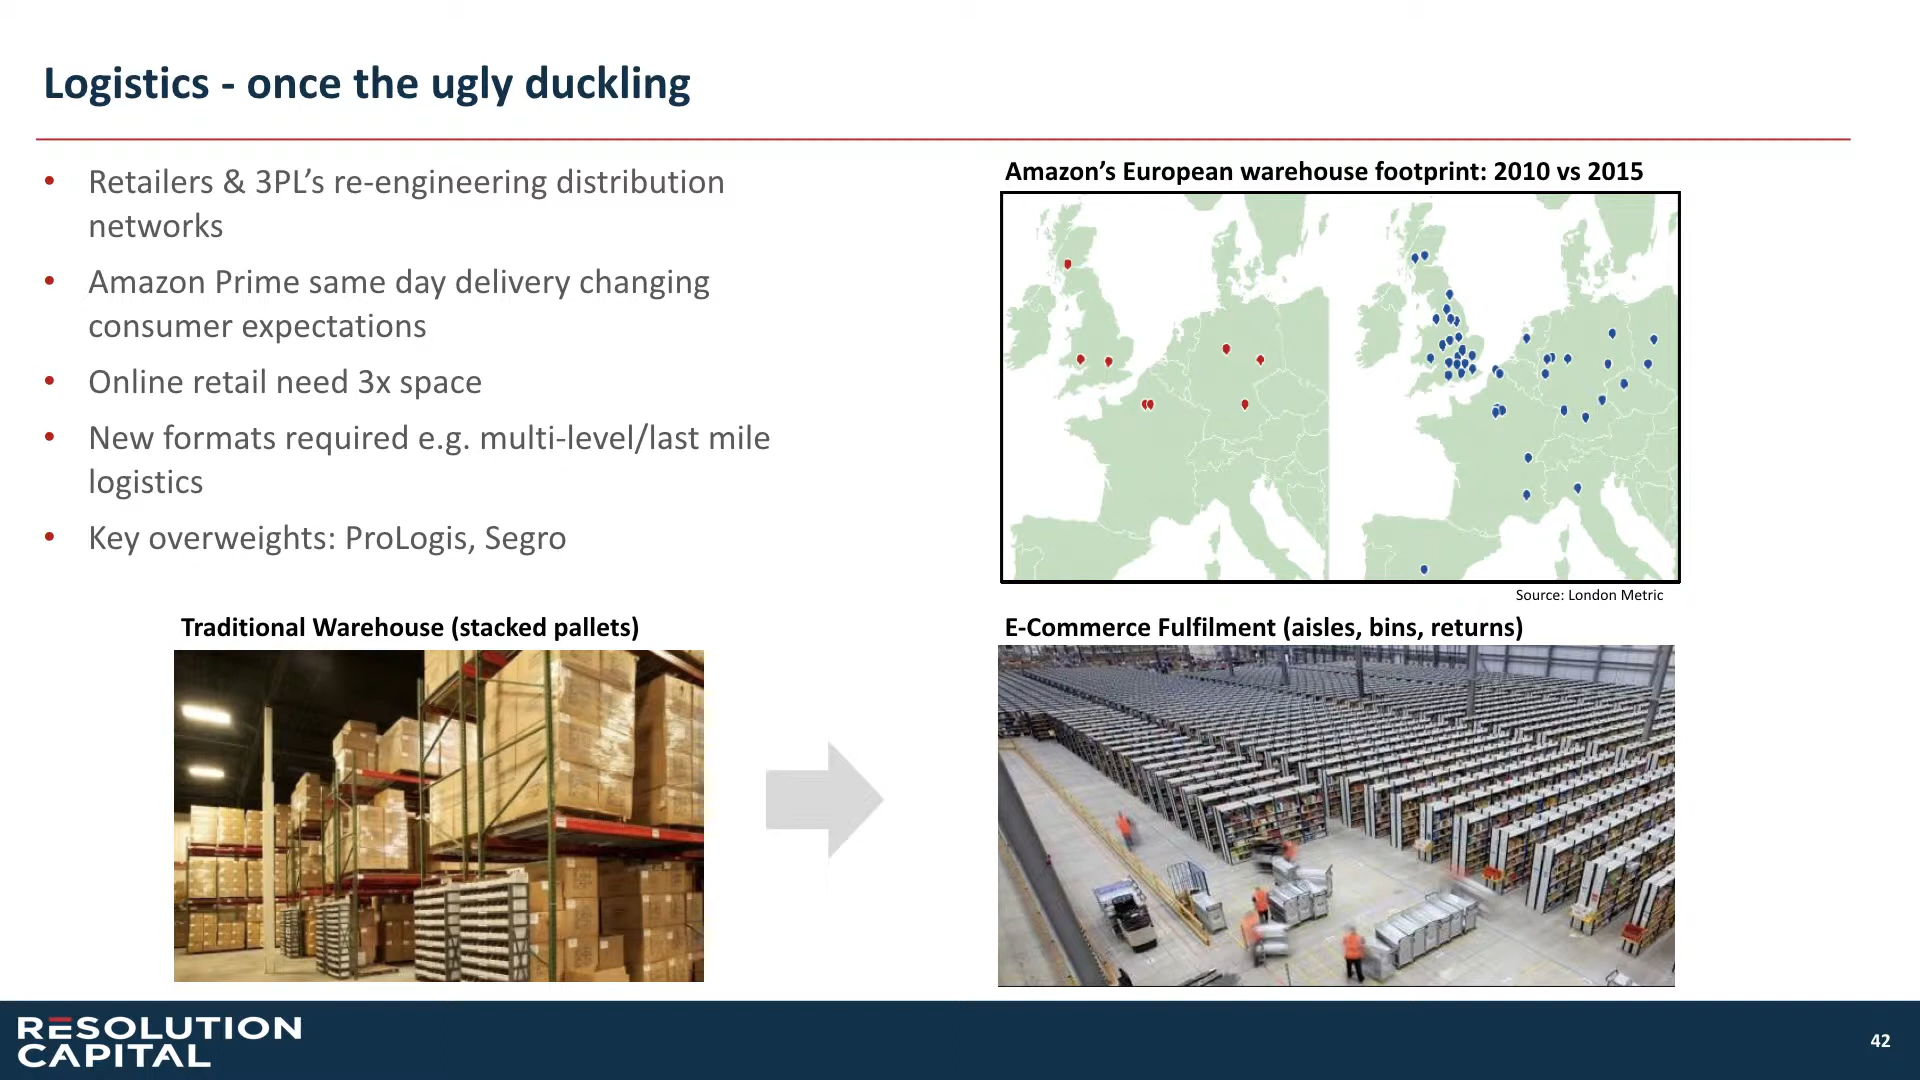 Logistics - once the ugly duckling
• Retailers & 3PL’s re-engineering distribution
networks
• Amazon Prime same day delivery changing
consumer expectations
• Online retail need 3x space
• New formats required e.g. multi-level/last mile
logistics
• Key overweights: ProLogis, Segro
Amazon’s European warehouse footprint: 2010 vs 2015
Source: London Metric
Traditional Warehouse (stacked pallets)
E-Commerce Fulfilment (aisles, bins, returns)
RESOLUTION
CAPITAL
42